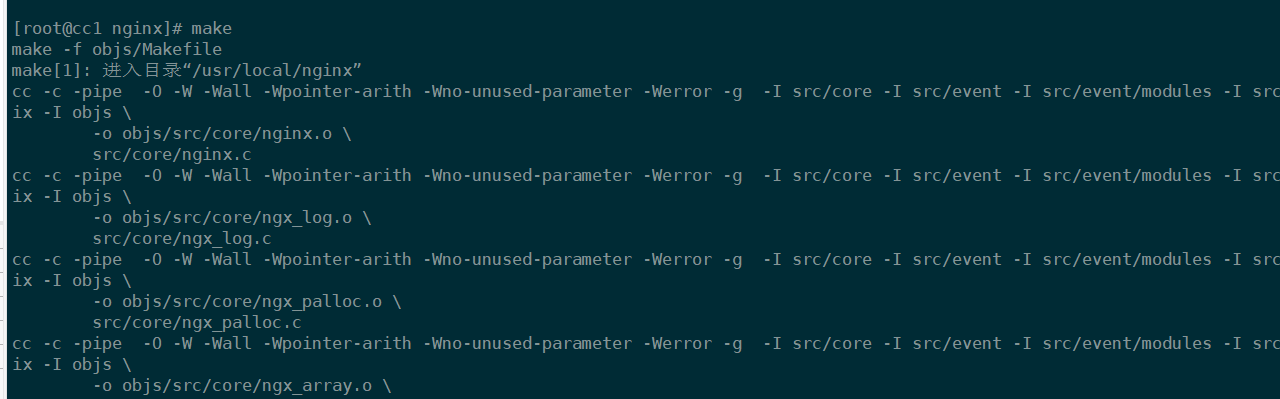 [root@cc1 nginx]# make
make -f objs/Makefile
make[1]: 进入目录“/usr/local/nginx”
cc -c -pipe  -O -W -Wall -Wpointer-arith -Wno-unused-parameter -Werror -g  -I src/core -I src/event -I src/event/modules -I src
ix -I objs \
        -o objs/src/core/nginx.o \
        src/core/nginx.c
cc -c -pipe  -O -W -Wall -Wpointer-arith -Wno-unused-parameter -Werror -g  -I src/core -I src/event -I src/event/modules -I src
ix -I objs \
        -o objs/src/core/ngx_log.o \
        src/core/ngx_log.c
cc -c -pipe  -O -W -Wall -Wpointer-arith -Wno-unused-parameter -Werror -g  -I src/core -I src/event -I src/event/modules -I src
ix -I objs \
        -o objs/src/core/ngx_palloc.o \
        src/core/ngx_palloc.c
cc -c -pipe  -O -W -Wall -Wpointer-arith -Wno-unused-parameter -Werror -g  -I src/core -I src/event -I src/event/modules -I src
ix -I objs \
        -o objs/src/core/ngx_array.o \